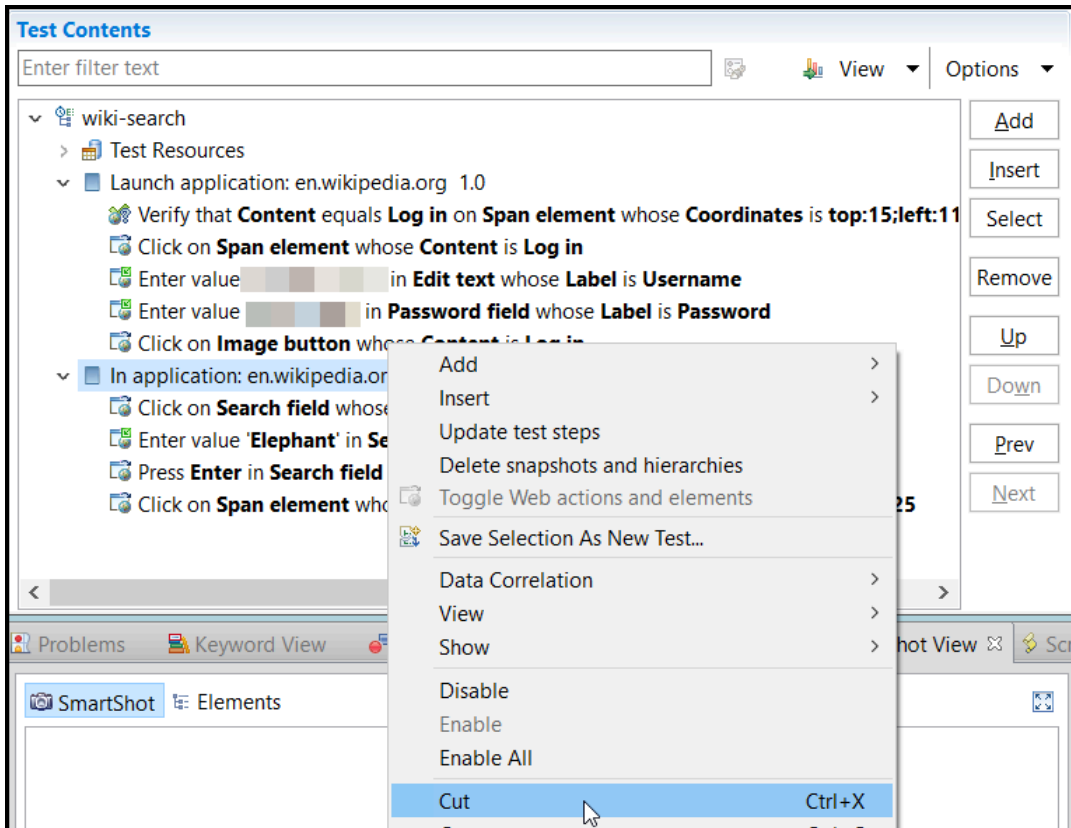 Test Contents
Enter filter text
View
Options
wiki-search
Add
Test Resources
Insert
Launch application: en.wikipedia.org 1.0
Verify that Content equals Log in on Span element whose Coordinates is top:15;left:11
Select
Click on Span element whose Content is Log in
Enter value in Edit text whose Label is Username
Remove
Enter value in Password field whose Label is Password
Click on Image button whose Content is Log in
Up
In application: en.wikipedia.or
Down
Click on Search field whose
Enter value 'Elephant' in Se
Prev
Press Enter in Search field
Click on Span element who
25
Next
Add
Insert
Update test steps
Delete snapshots and hierarchies
Toggle Web actions and elements
Save Selection As New Test...
Data Correlation
View
Show
Disable
Enable
Enable All
Cut Ctrl+X
Problems
Keyword View
hot View
Scr
SmartShot
Elements